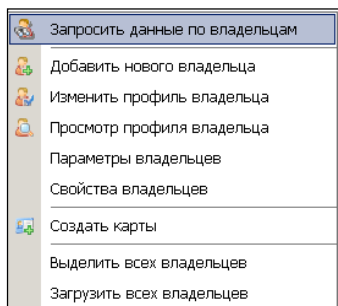 Запросить данные по владельцам
Добавить нового владельца
Изменить профиль владельца
Просмотр профиля владельца
Параметры владельцев
Свойства владельцев
Создать карты
Выделить всех владельцев
Загрузить всех владельцев